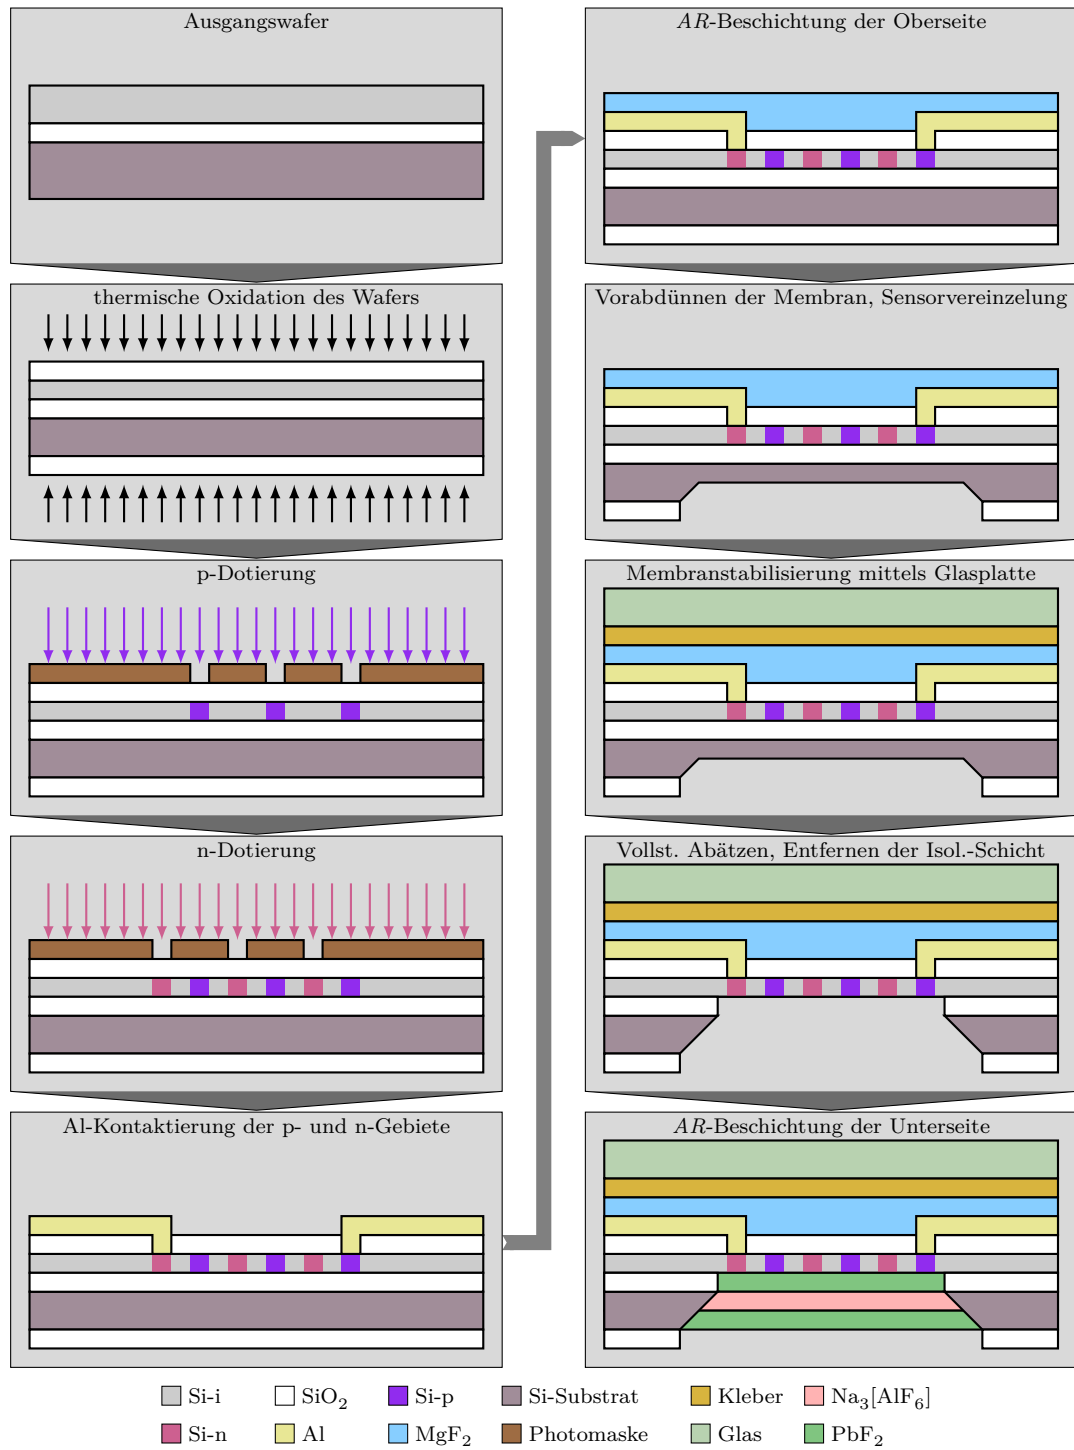 Ausgangswafer
thermische Oxidation des Wafers
p-Dotierung
n-Dotierung
Al-Kontaktierung der p- und n-Gebiete
AR-Beschichtung der Oberseite
Vorabdünnen der Membran, Sensorvereinzelung
Membranstabilisierung mittels Glasplatte
Vollst. Abätzen, Entfernen der Isol.-Schicht
AR-Beschichtung der Unterseite
Si-i SiO₂ Si-p Si-Substrat Kleber Na₃[AlF₆]
Si-n Al MgF₂ Photomaske Glas PbF₂